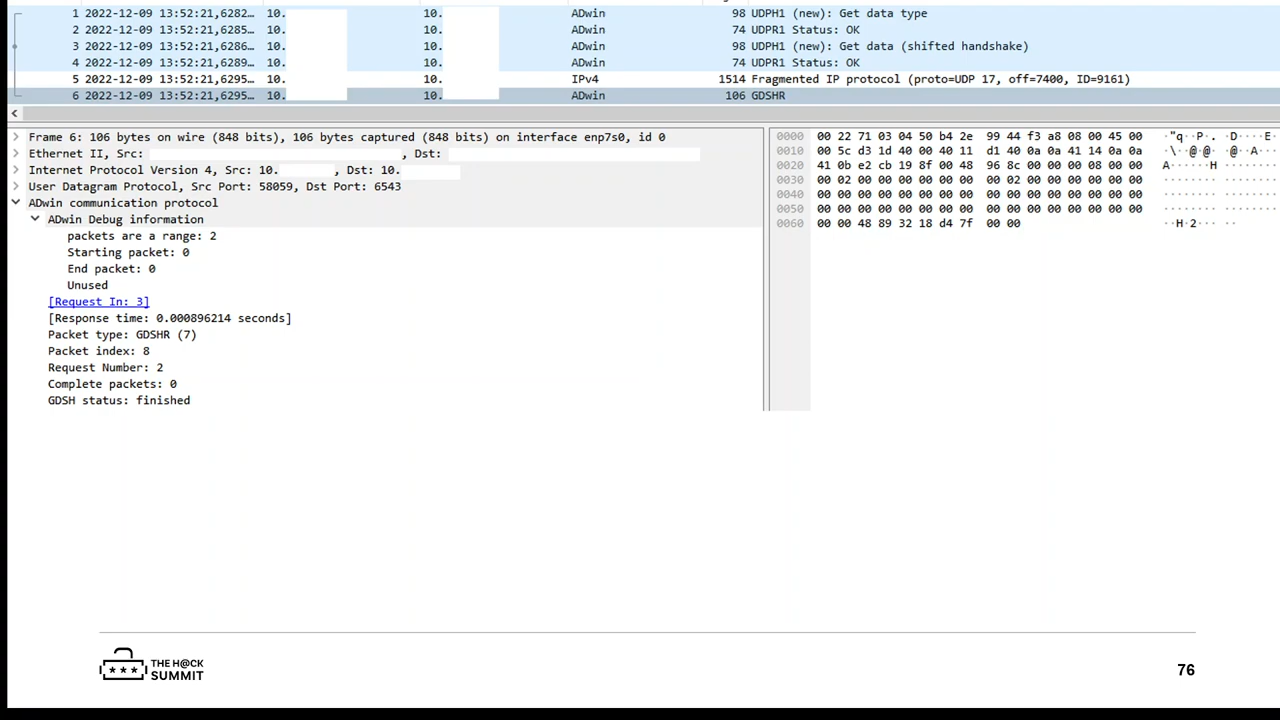 1 2022-12-09 13:52:21,6282… 10. 10. ADwin 98 UDPH1 (new): Get data type
2 2022-12-09 13:52:21,6285… 10. 10. ADwin 74 UDPR1 Status: OK
3 2022-12-09 13:52:21,6286… 10. 10. ADwin 98 UDPH1 (new): Get data (shifted handshake)
4 2022-12-09 13:52:21,6289… 10. 10. ADwin 74 UDPR1 Status: OK
5 2022-12-09 13:52:21,6295… 10. 10. IPv4 1514 Fragmented IP protocol (proto=UDP 17, off=7400, ID=9161)
6 2022-12-09 13:52:21,6295… 10. 10. ADwin 106 GDSHR
Frame 6: 106 bytes on wire (848 bits), 106 bytes captured (848 bits) on interface enp7s0, id 0
Ethernet II, Src: , Dst:
Internet Protocol Version 4, Src: 10. , Dst: 10.
User Datagram Protocol, Src Port: 58059, Dst Port: 6543
ADwin communication protocol
ADwin Debug information
packets are a range: 2
Starting packet: 0
End packet: 0
Unused
[Request In: 3]
[Response time: 0.000896214 seconds]
Packet type: GDSHR (7)
Packet index: 8
Request Number: 2
Complete packets: 0
GDSH status: finished
0000 00 22 71 03 04 50 b4 2e 99 44 f3 a8 08 00 45 00 ·"q··P·.·D····E·
0010 00 5c d3 1d 40 00 40 11 d1 40 0a 0a 41 14 0a 0a ·\··@·@··@··A···
0020 41 0b e2 cb 19 8f 00 48 96 8c 00 00 00 08 00 00 A······H········
0030 00 02 00 00 00 00 00 00 00 02 00 00 00 00 00 00 ················
0040 00 00 00 00 00 00 00 00 00 00 00 00 00 00 00 00 ················
0050 00 00 00 00 00 00 00 00 00 00 00 00 00 00 00 00 ················
0060 00 00 48 89 32 18 d4 7f 00 00 ··H·2·····
THE H@CK
SUMMIT
76